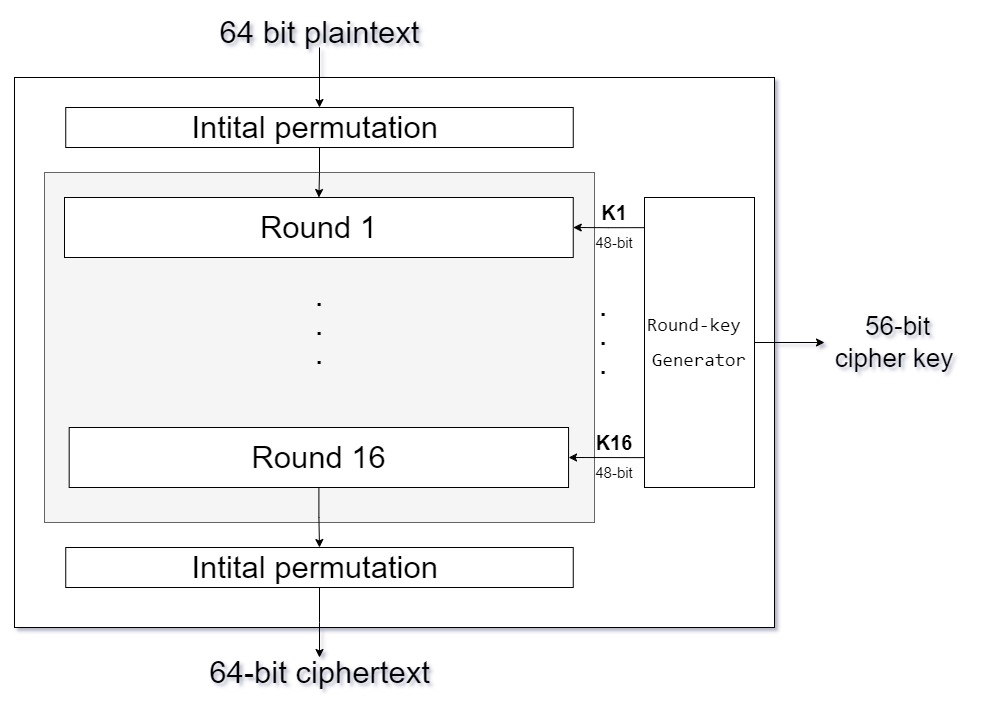 64 bit plaintext
Intital permutation
Round 1
K1
48-bit
.
.
.
.
.
.
Round-key
Generator
56-bit
cipher key
Round 16
K16
48-bit
Intital permutation
64-bit ciphertext